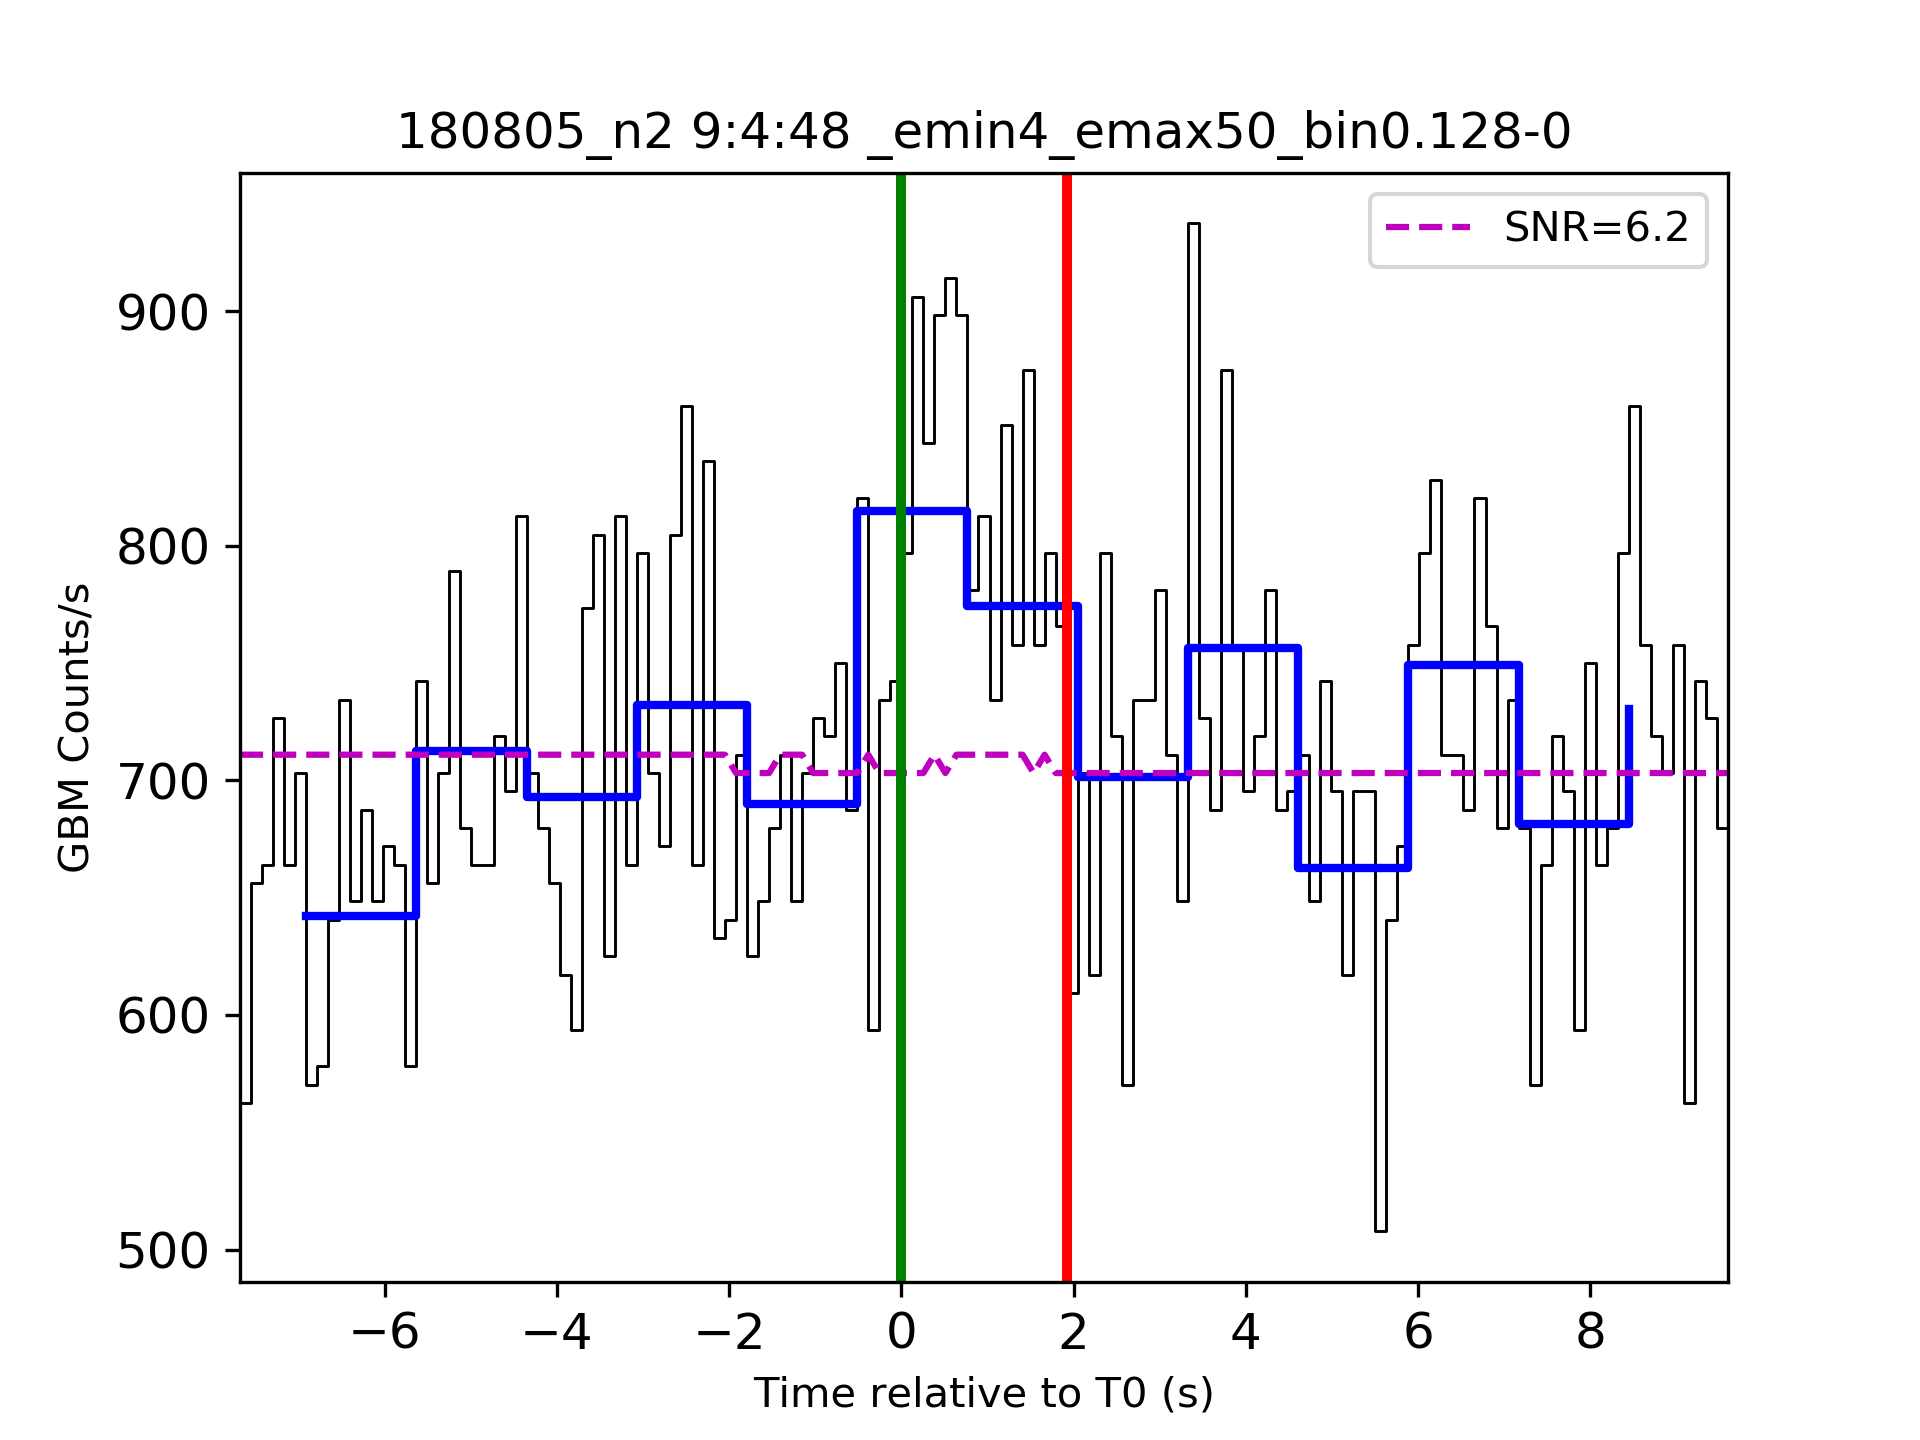 180805_n2 9:4:48 _emin4_emax50_bin0.128-0
SNR=6.2
GBM Counts/s
900
800
700
600
500
−6 −4 −2 0 2 4 6 8
Time relative to T0 (s)